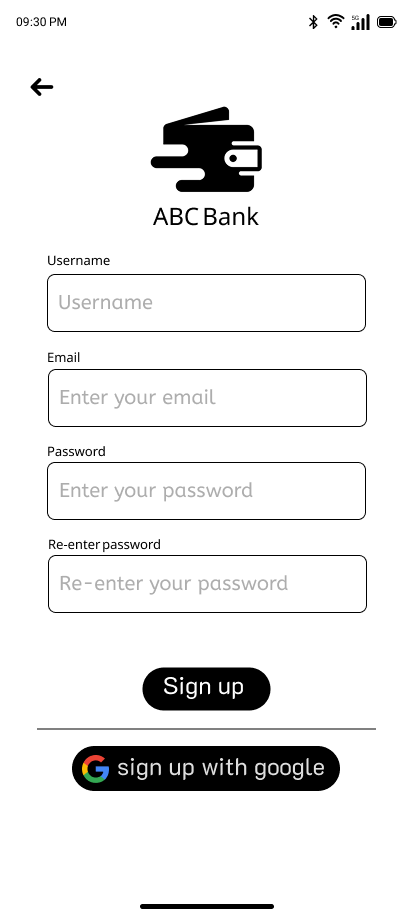 09:30 PM
5G
ABC Bank
Username
Username
Email
Enter your email
Password
Enter your password
Re-enter password
Re-enter your password
Sign up
sign up with google